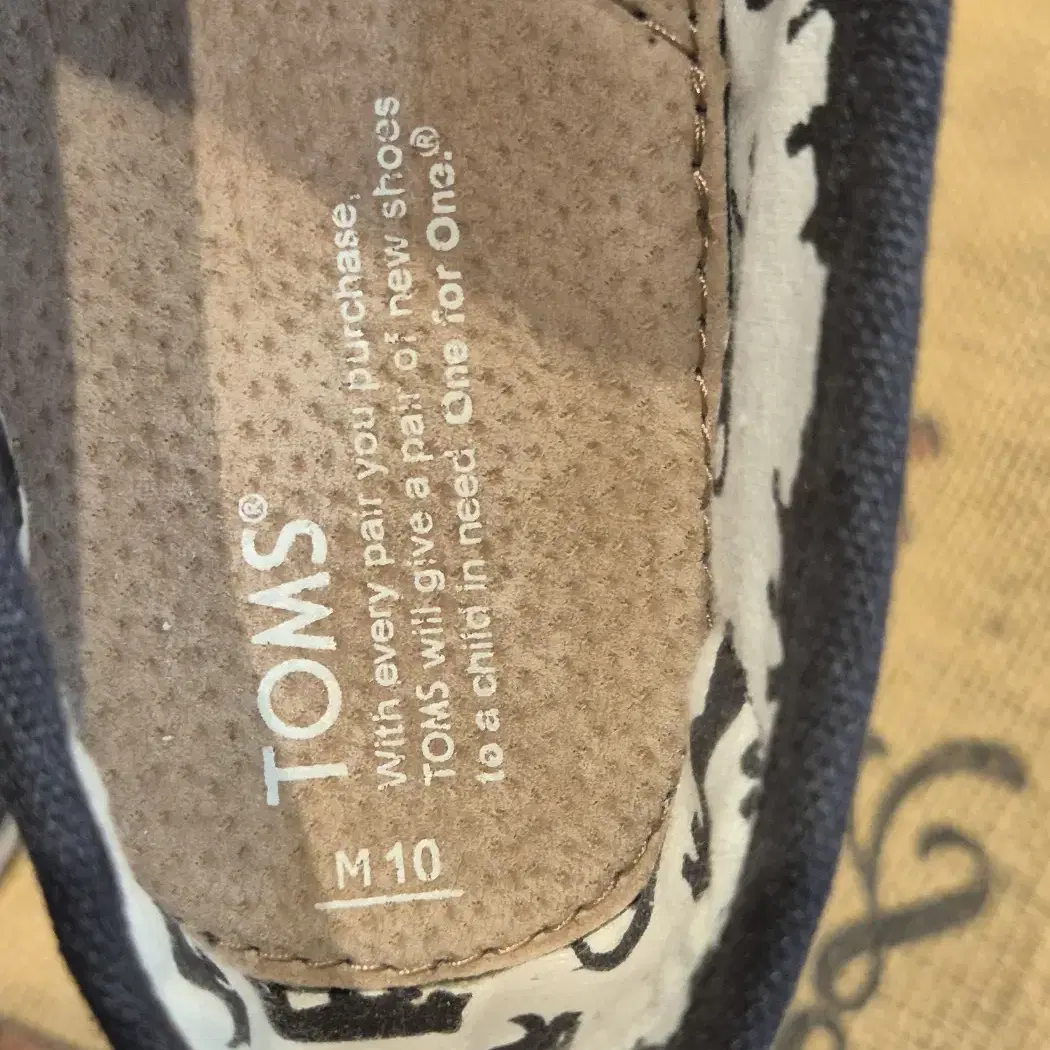 TOMS®
With every pair you purchase,
TOMS will give a pair of new shoes
to a child in need. One for One.®
M 10